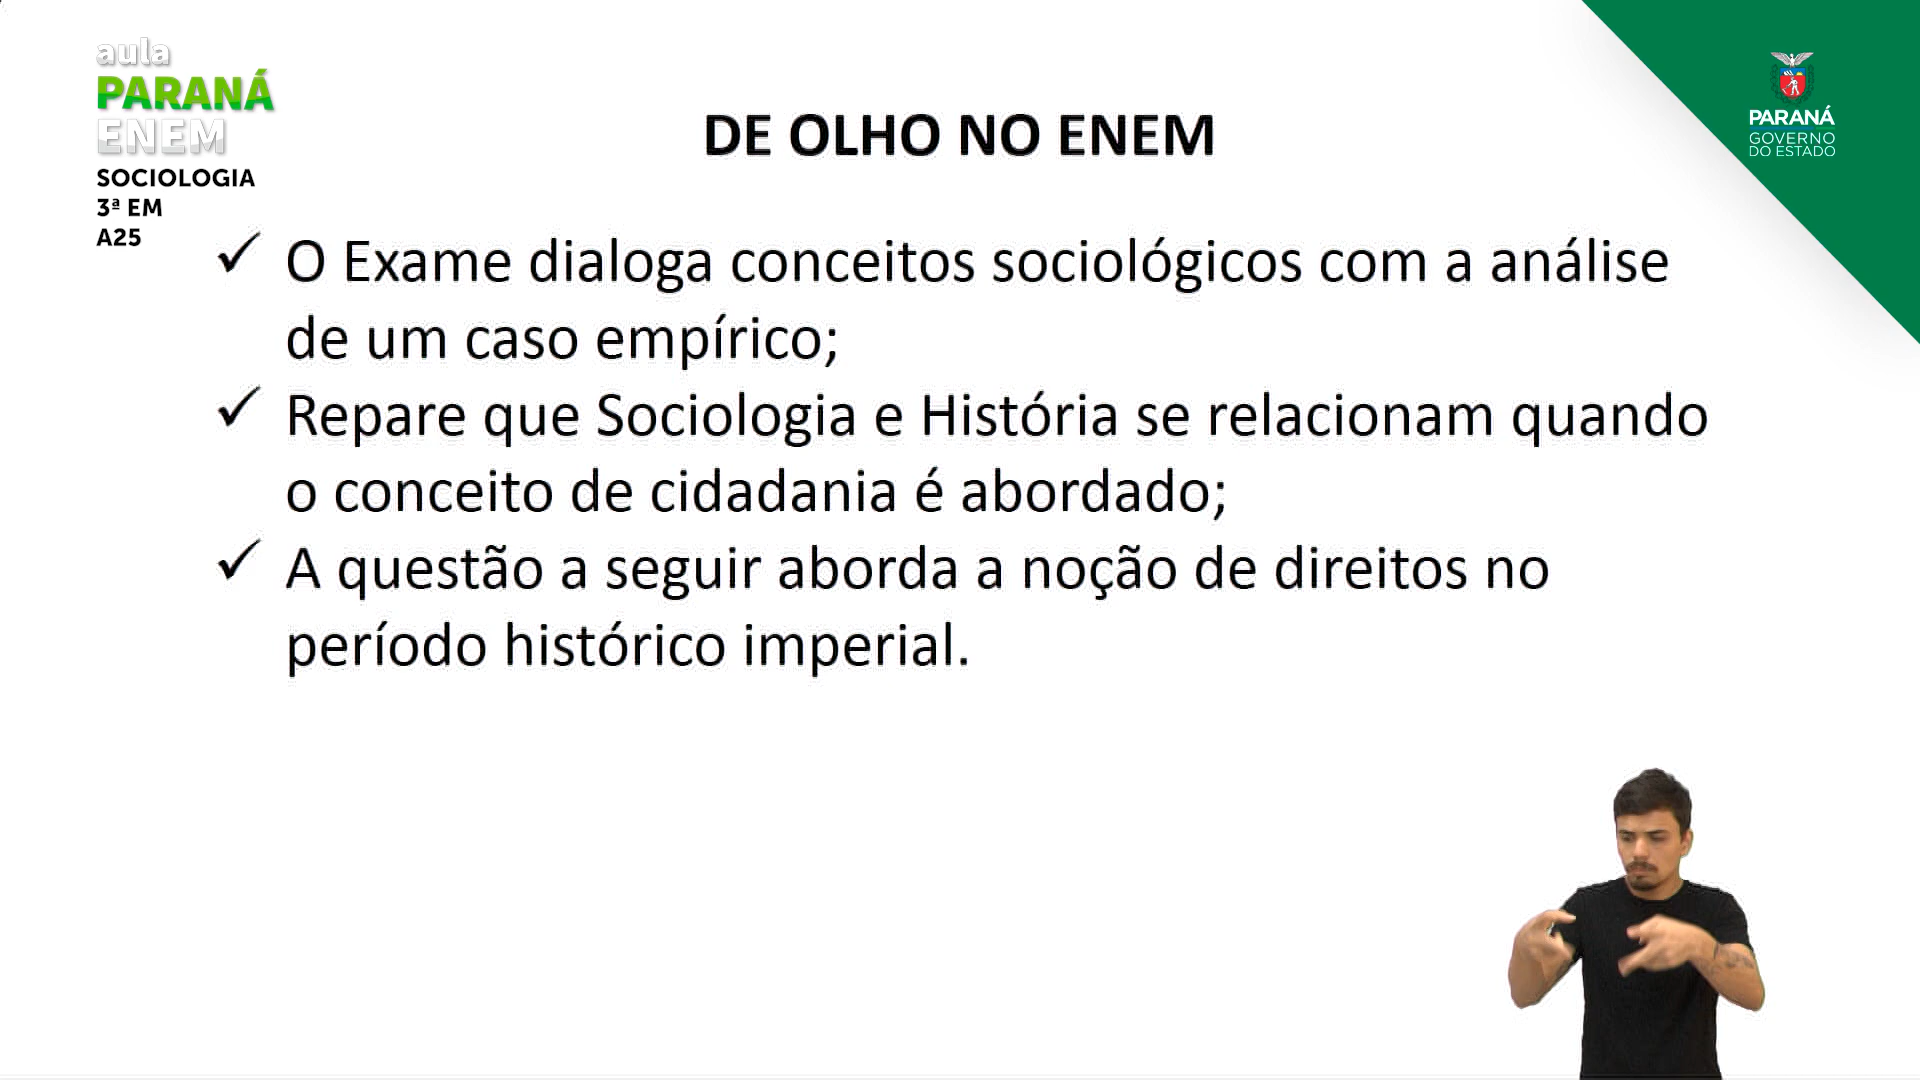 aula
PARANÁ
ENEM
SOCIOLOGIA
3ª EM
A25
PARANÁ
GOVERNO
DO ESTADO
DE OLHO NO ENEM
✓ O Exame dialoga conceitos sociológicos com a análise
de um caso empírico;
✓ Repare que Sociologia e História se relacionam quando
o conceito de cidadania é abordado;
✓ A questão a seguir aborda a noção de direitos no
período histórico imperial.